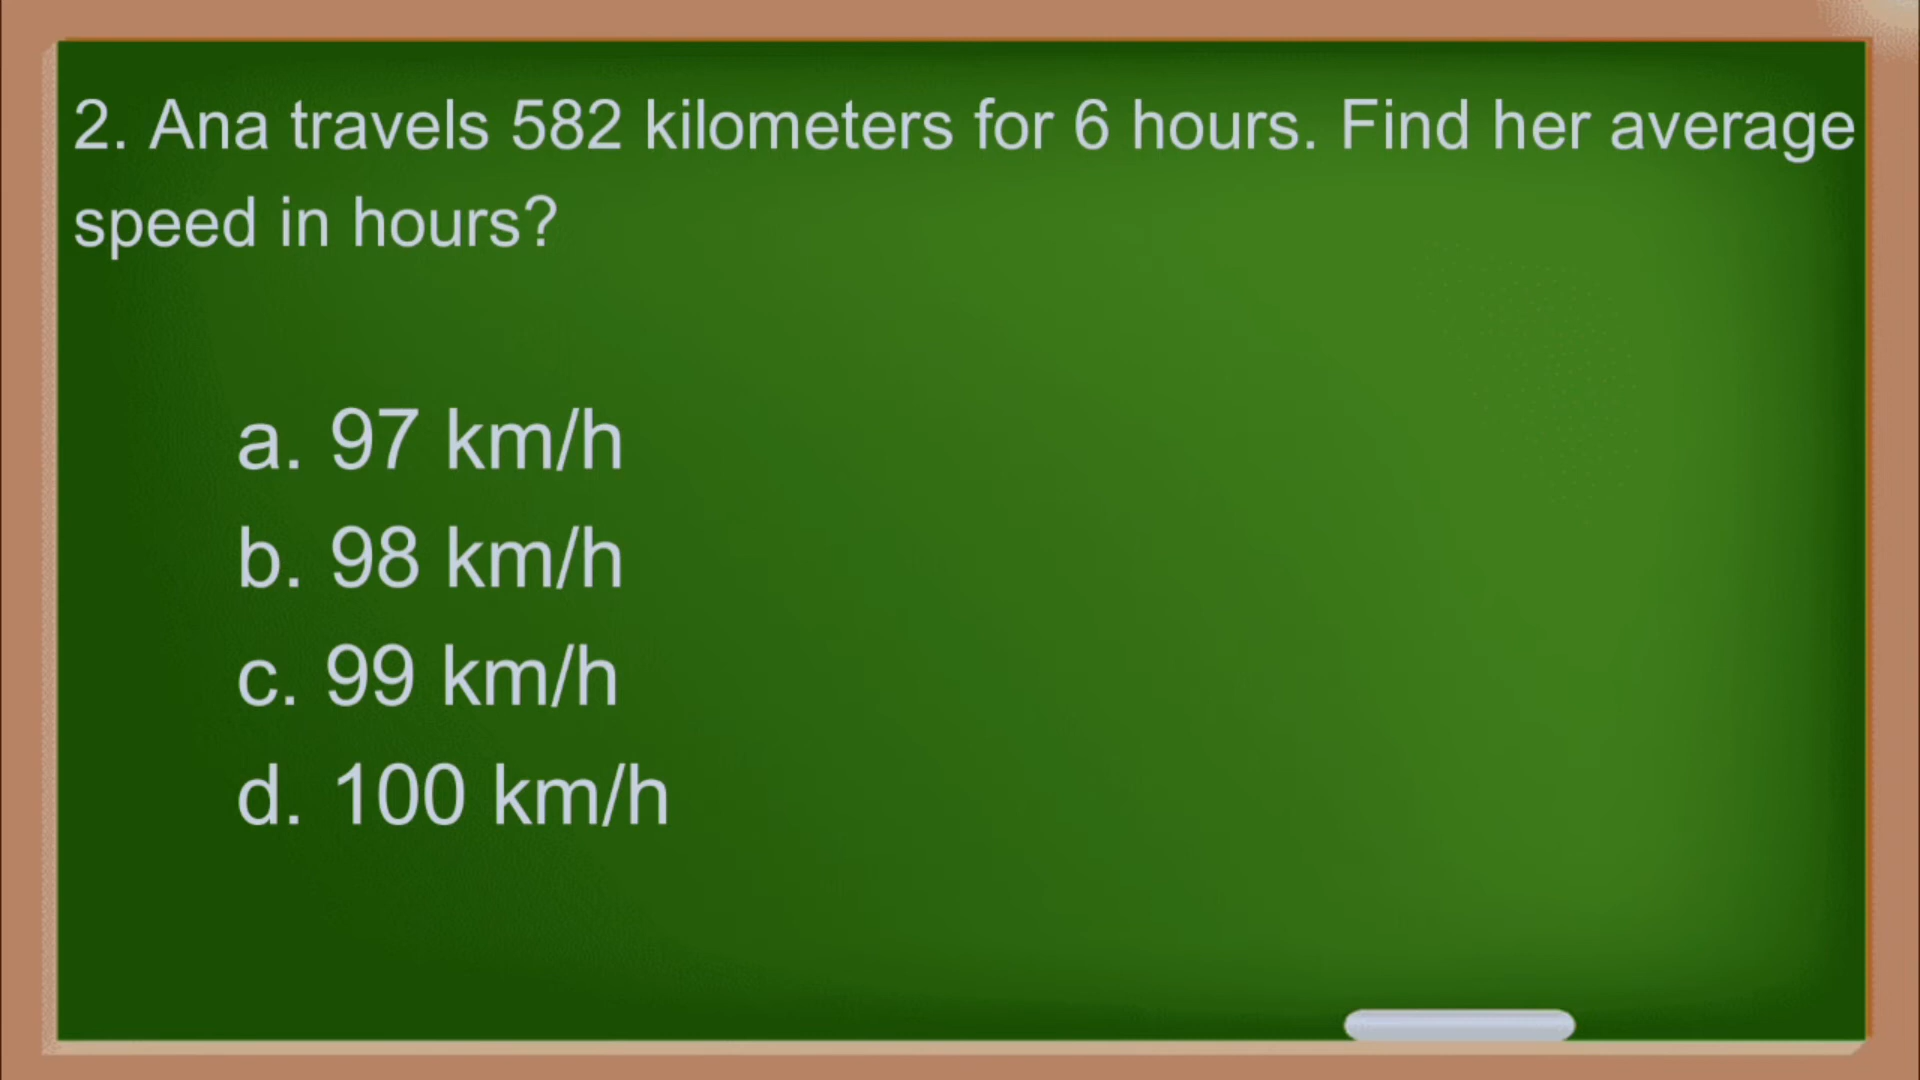 2. Ana travels 582 kilometers for 6 hours. Find her average
speed in hours?
a. 97 km/h
b. 98 km/h
c. 99 km/h
d. 100 km/h